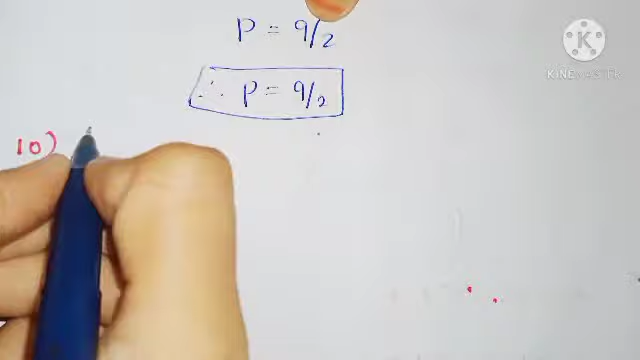 P = 9/2
∴ P = 9/2
10)
KINEMASTER